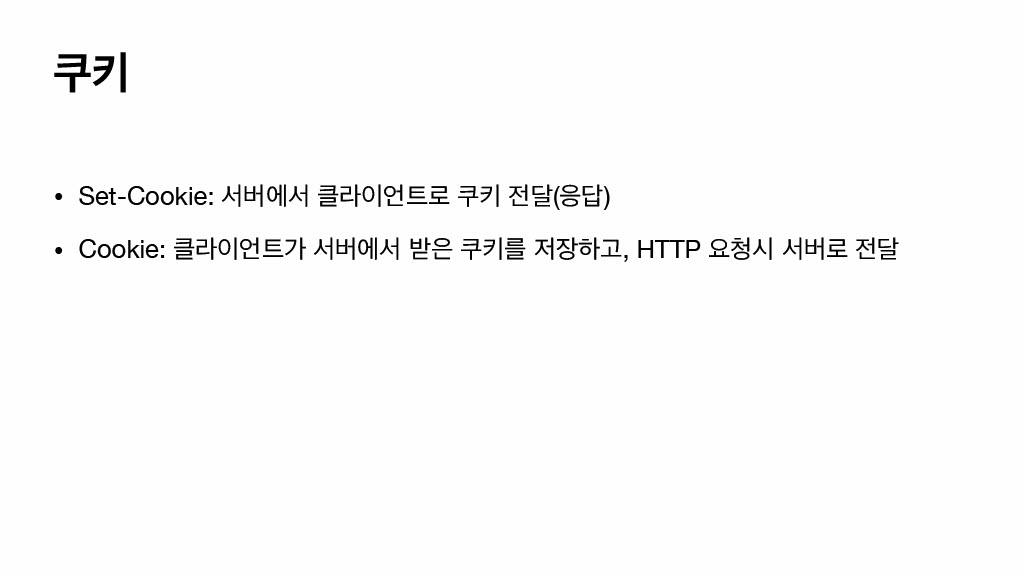 쿠키
• Set-Cookie: 서버에서 클라이언트로 쿠키 전달(응답)
• Cookie: 클라이언트가 서버에서 받은 쿠키를 저장하고, HTTP 요청시 서버로 전달